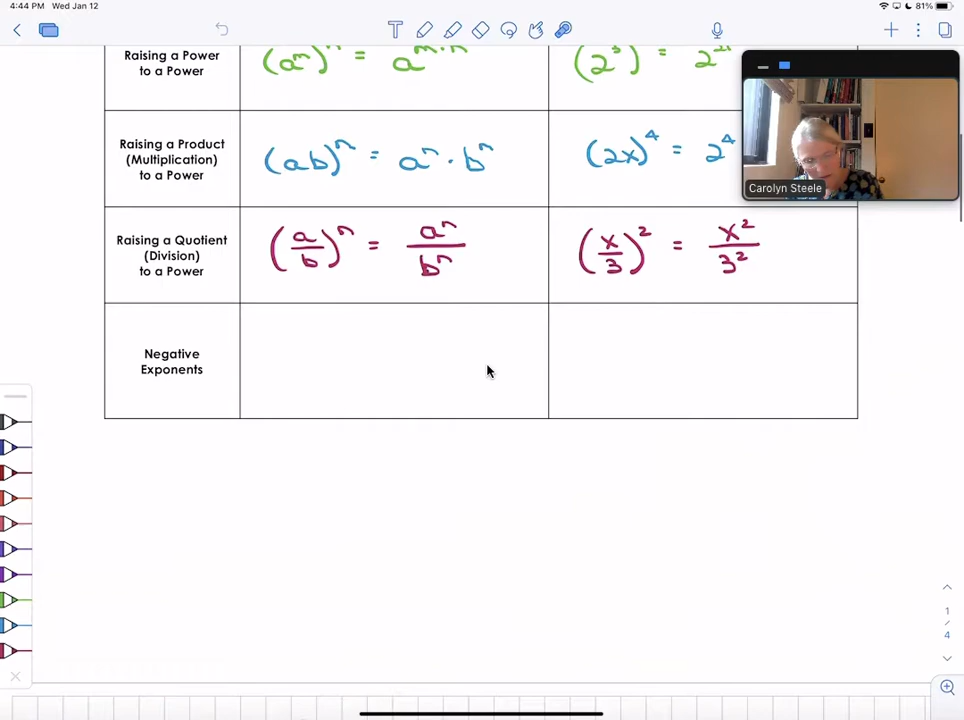 4:44 PM Wed Jan 12
81%
T
Raising a Power
to a Power
(aᵐ)ⁿ = aᵐ·ⁿ
Raising a Product
(Multiplication)
to a Power
(ab)ⁿ = aⁿ · bⁿ
(2x)⁴ = 2⁴
Carolyn Steele
Raising a Quotient
(Division)
to a Power
(a/b)ⁿ = aⁿ/bⁿ
(x/3)² = x²/3²
Negative
Exponents
1
/
4